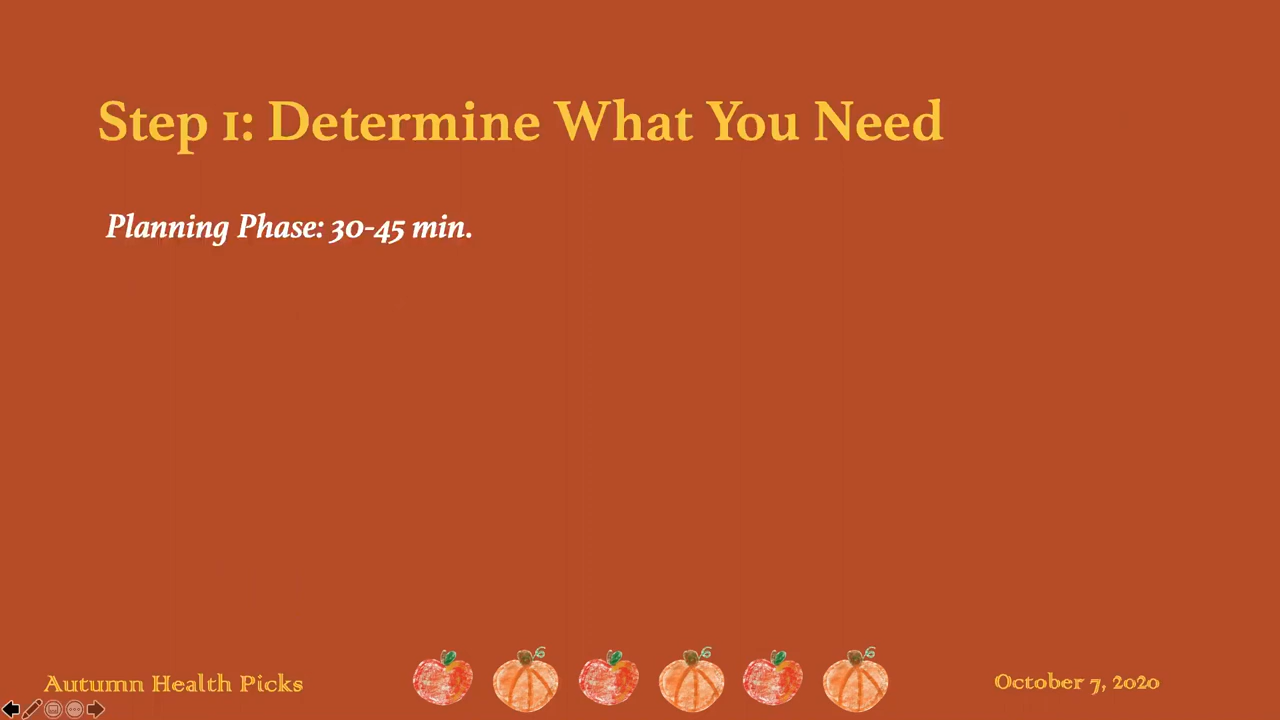 Step 1: Determine What You Need
Planning Phase: 30-45 min.
Autumn Health Picks
October 7, 2020